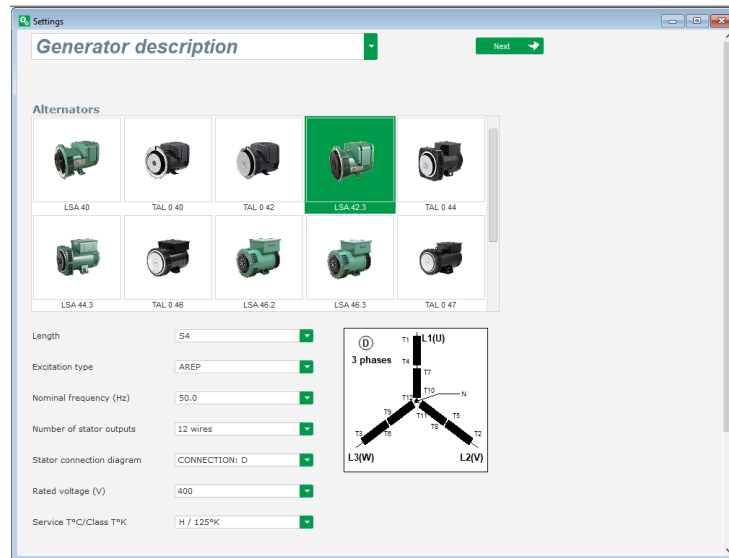 Settings
Generator description
Next
Alternators
LSA 40
TAL 0 40
TAL 0 42
LSA 42.3
TAL 0 44
LSA 44.3
TAL 0 46
LSA 46.2
LSA 46.3
TAL 0 47
Length S4
Excitation type AREP
Nominal frequency (Hz) 50.0
Number of stator outputs 12 wires
Stator connection diagram CONNECTION: D
Rated voltage (V) 400
Service T°C/Class T°K H / 125°K
D
3 phases
T1 L1(U)
T4
T7
T10
T12
N
T9
T11
T5
T3
T6
T8
T2
L3(W)
L2(V)